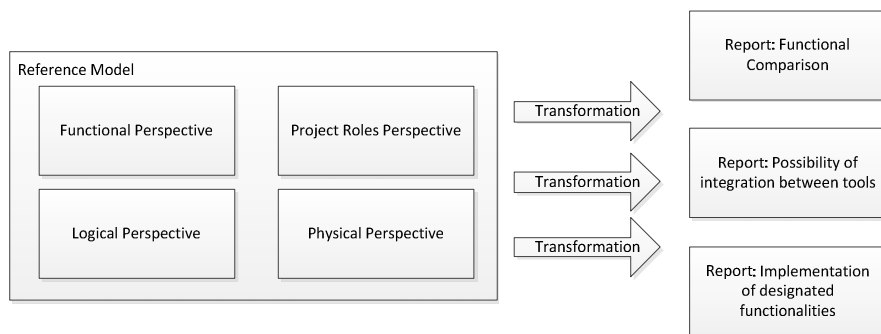 Reference Model
Functional Perspective
Project Roles Perspective
Logical Perspective
Physical Perspective
Transformation
Transformation
Transformation
Report: Functional
Comparison
Report: Possibility of
integration between tools
Report: Implementation
of designated
functionalities